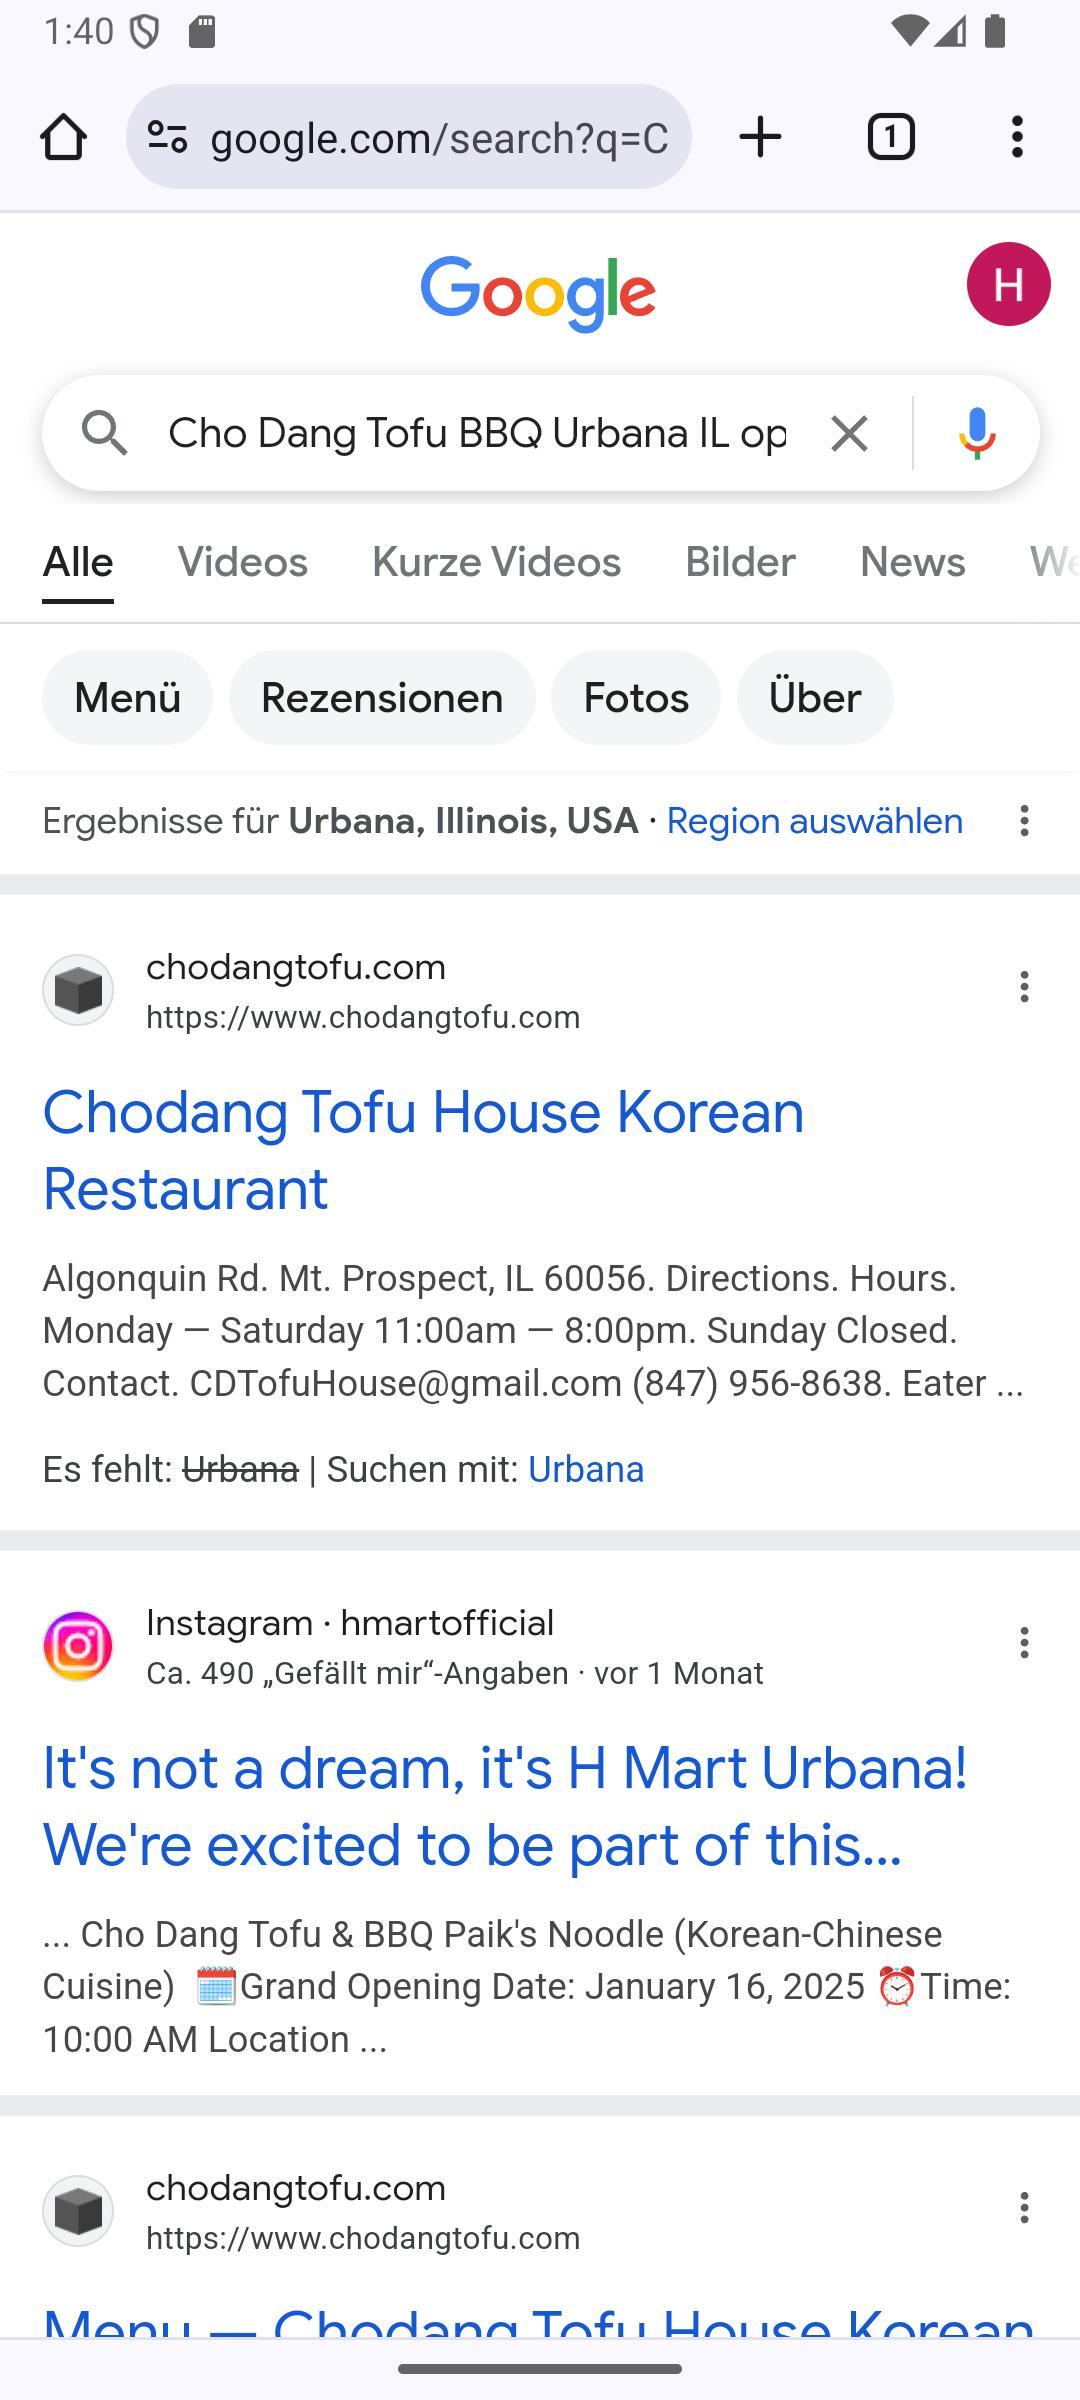 1:40
google.com/search?q=C
1
Google
H
Cho Dang Tofu BBQ Urbana IL op
Alle Videos Kurze Videos Bilder News We
Menü Rezensionen Fotos Über
Ergebnisse für Urbana, Illinois, USA · Region auswählen
chodangtofu.com
https://www.chodangtofu.com
Chodang Tofu House Korean
Restaurant
Algonquin Rd. Mt. Prospect, IL 60056. Directions. Hours.
Monday — Saturday 11:00am — 8:00pm. Sunday Closed.
Contact. CDTofuHouse@gmail.com (847) 956-8638. Eater ...
Es fehlt: Urbana | Suchen mit: Urbana
Instagram · hmartofficial
Ca. 490 „Gefällt mir“-Angaben · vor 1 Monat
It's not a dream, it's H Mart Urbana!
We're excited to be part of this...
... Cho Dang Tofu & BBQ Paik's Noodle (Korean-Chinese
Cuisine) 🗓️Grand Opening Date: January 16, 2025 ⏰Time:
10:00 AM Location ...
chodangtofu.com
https://www.chodangtofu.com
Menu — Chodang Tofu House Korean